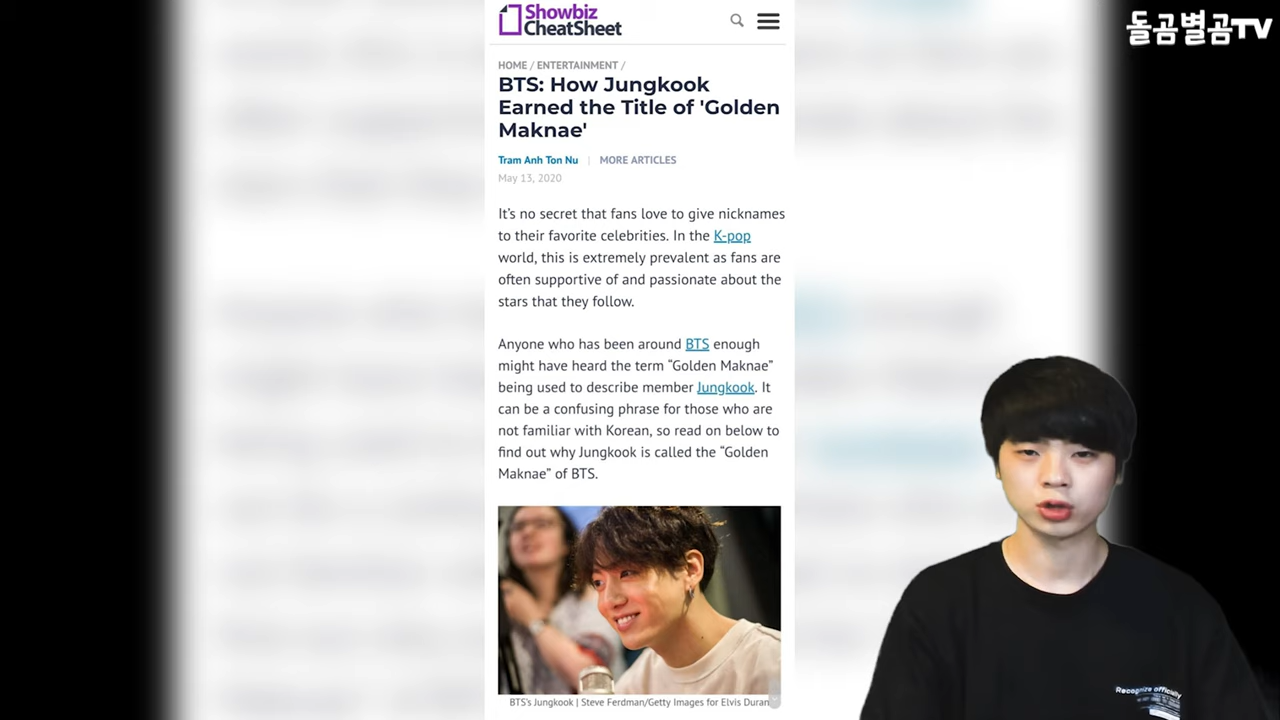 Showbiz
CheatSheet
돌곰별곰TV
HOME / ENTERTAINMENT /
BTS: How Jungkook
Earned the Title of 'Golden
Maknae'
Tram Anh Ton Nu | MORE ARTICLES
May 13, 2020
It's no secret that fans love to give nicknames
to their favorite celebrities. In the K-pop
world, this is extremely prevalent as fans are
often supportive of and passionate about the
stars that they follow.
Anyone who has been around BTS enough
might have heard the term “Golden Maknae”
being used to describe member Jungkook. It
can be a confusing phrase for those who are
not familiar with Korean, so read on below to
find out why Jungkook is called the “Golden
Maknae” of BTS.
BTS's Jungkook | Steve Ferdman/Getty Images for Elvis Duran
Recognize officially